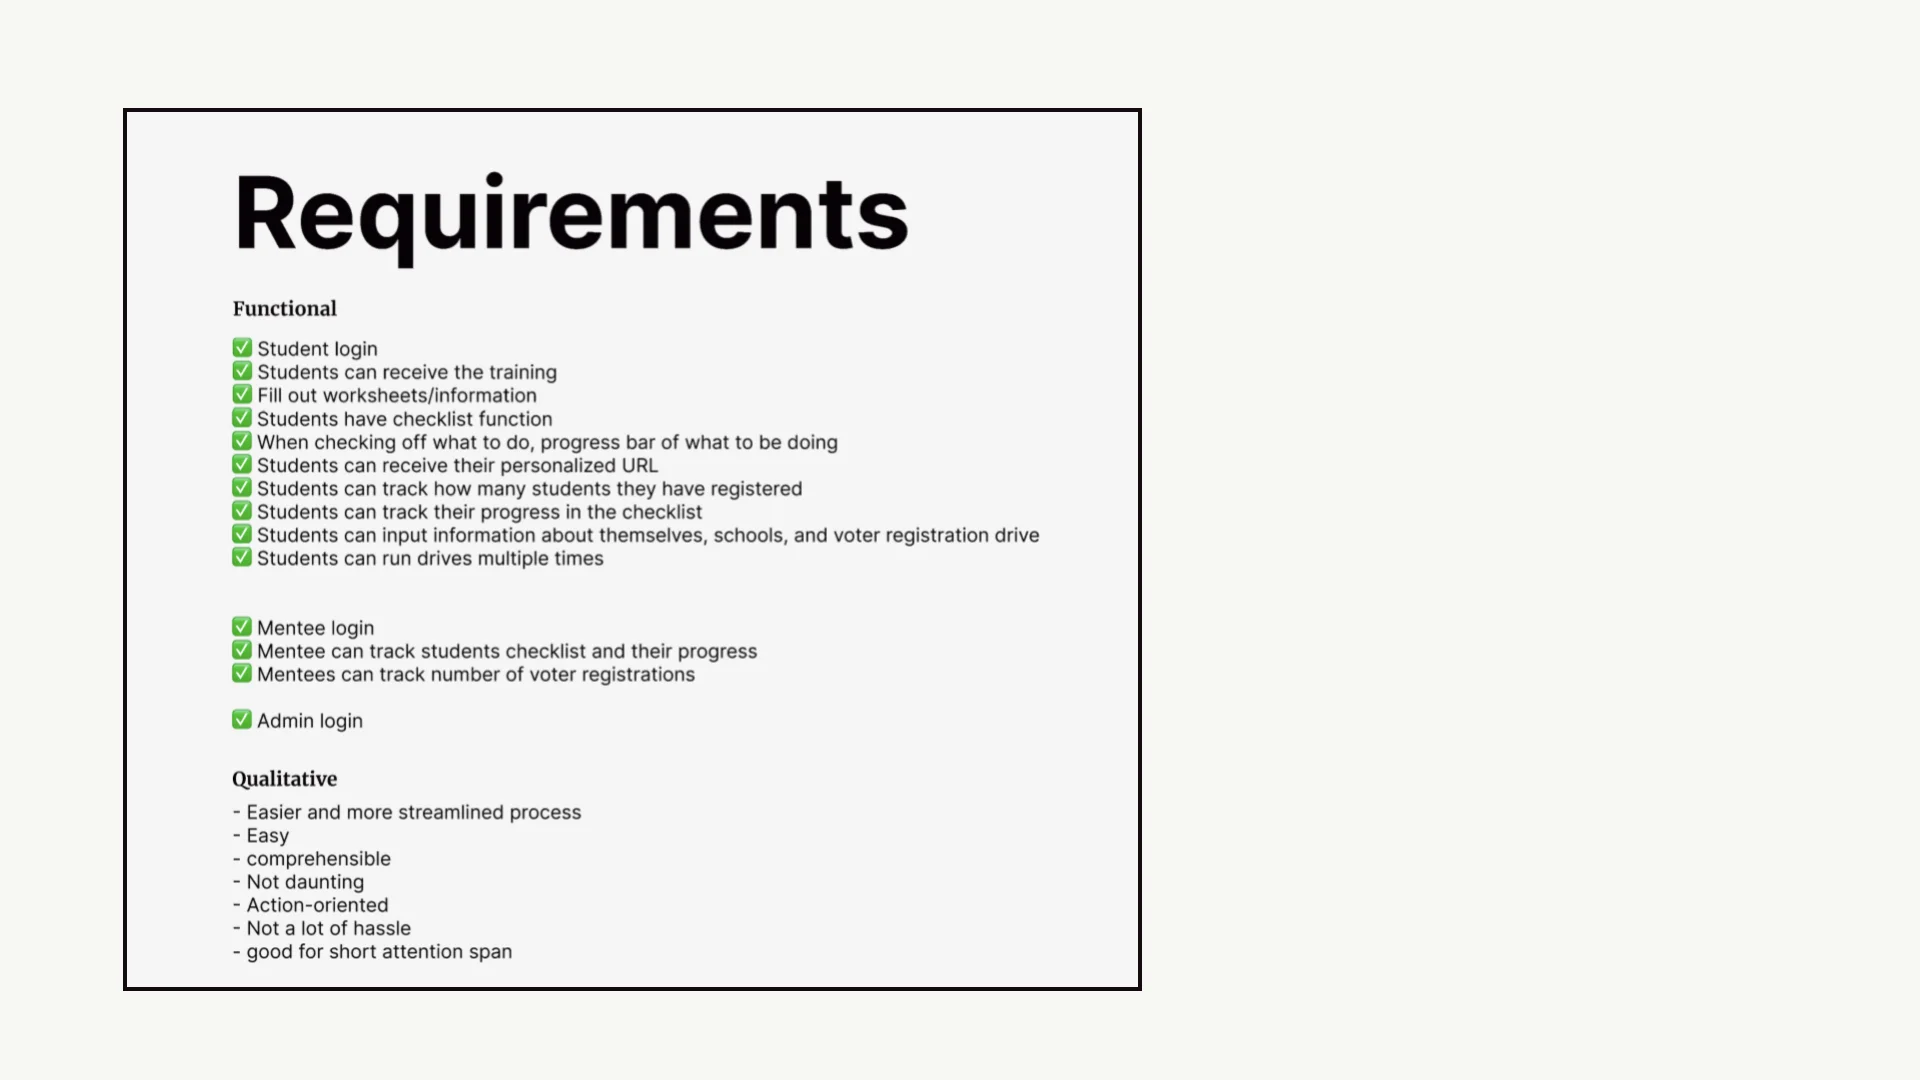 Requirements
Functional
✅ Student login
✅ Students can receive the training
✅ Fill out worksheets/information
✅ Students have checklist function
✅ When checking off what to do, progress bar of what to be doing
✅ Students can receive their personalized URL
✅ Students can track how many students they have registered
✅ Students can track their progress in the checklist
✅ Students can input information about themselves, schools, and voter registration drive
✅ Students can run drives multiple times
✅ Mentee login
✅ Mentee can track students checklist and their progress
✅ Mentees can track number of voter registrations
✅ Admin login
Qualitative
- Easier and more streamlined process
- Easy
- comprehensible
- Not daunting
- Action-oriented
- Not a lot of hassle
- good for short attention span